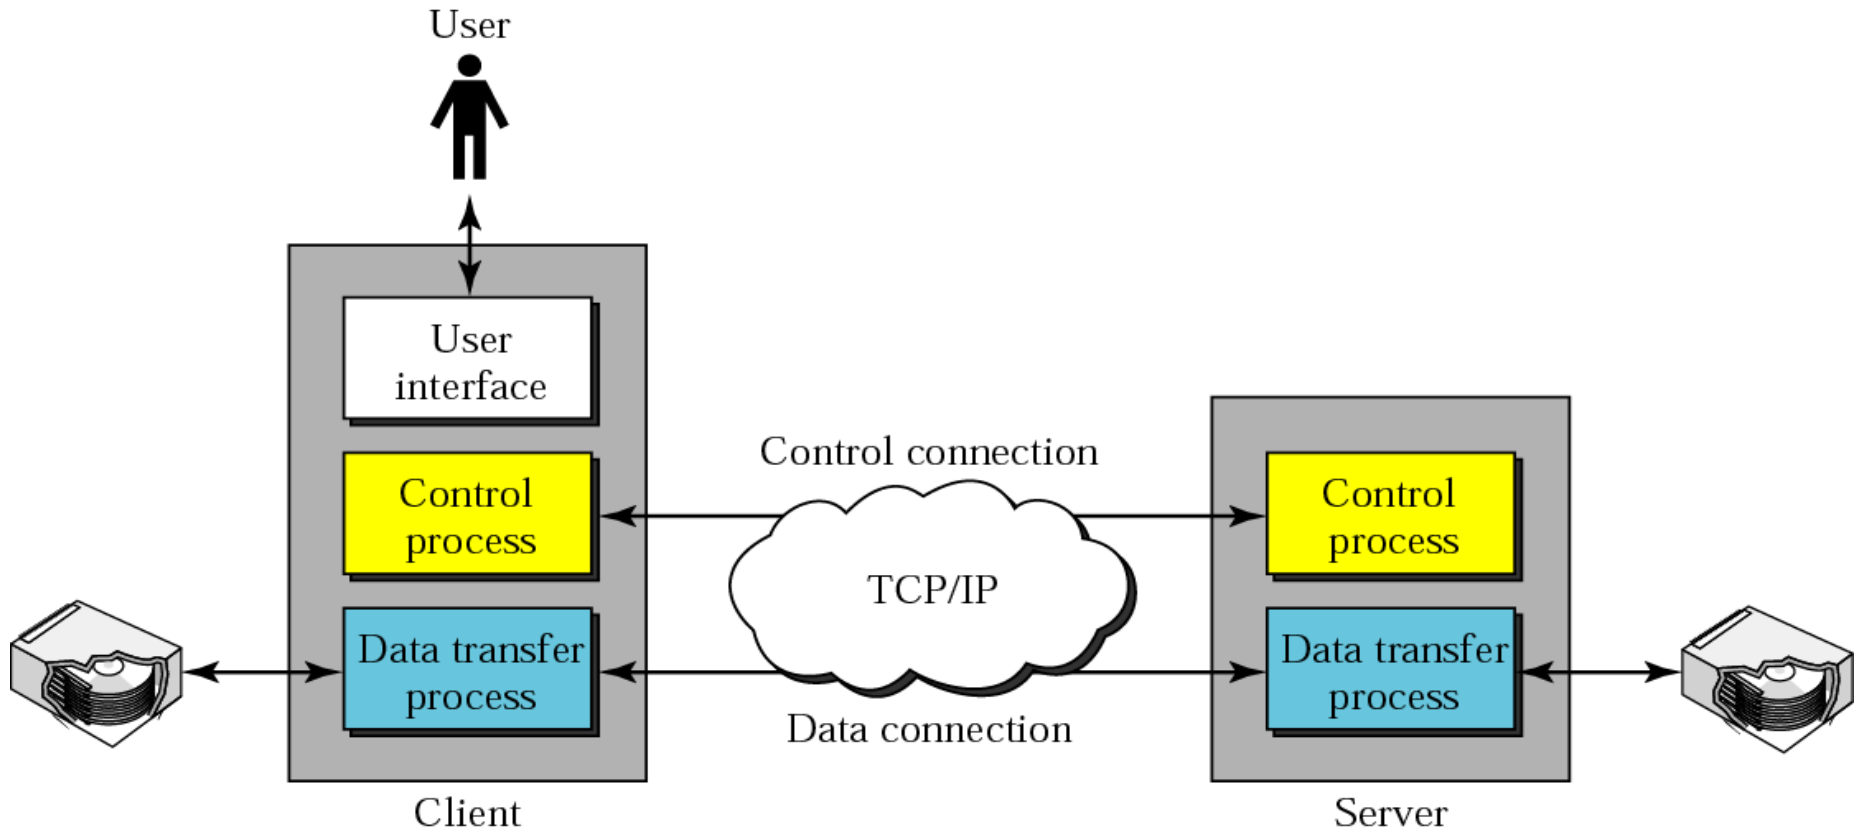 User
User
interface
Control connection
Control
process
Control
process
TCP/IP
Data transfer
process
Data transfer
process
Data connection
Client
Server